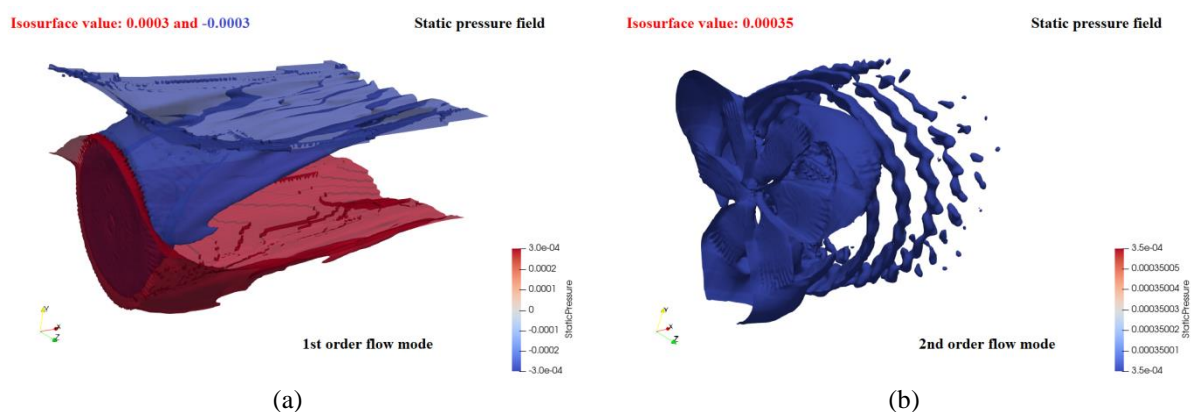 Isosurface value: 0.0003 and -0.0003
Static pressure field
3.0e-04
0.0002
0.0001
0
-0.0001
-0.0002
-3.0e-04
StaticPressure
Y
X
Z
1st order flow mode
(a)
Isosurface value: 0.00035
Static pressure field
3.5e-04
0.00035005
0.00035004
0.00035003
0.00035002
0.00035001
3.5e-04
StaticPressure
Y
X
Z
2nd order flow mode
(b)